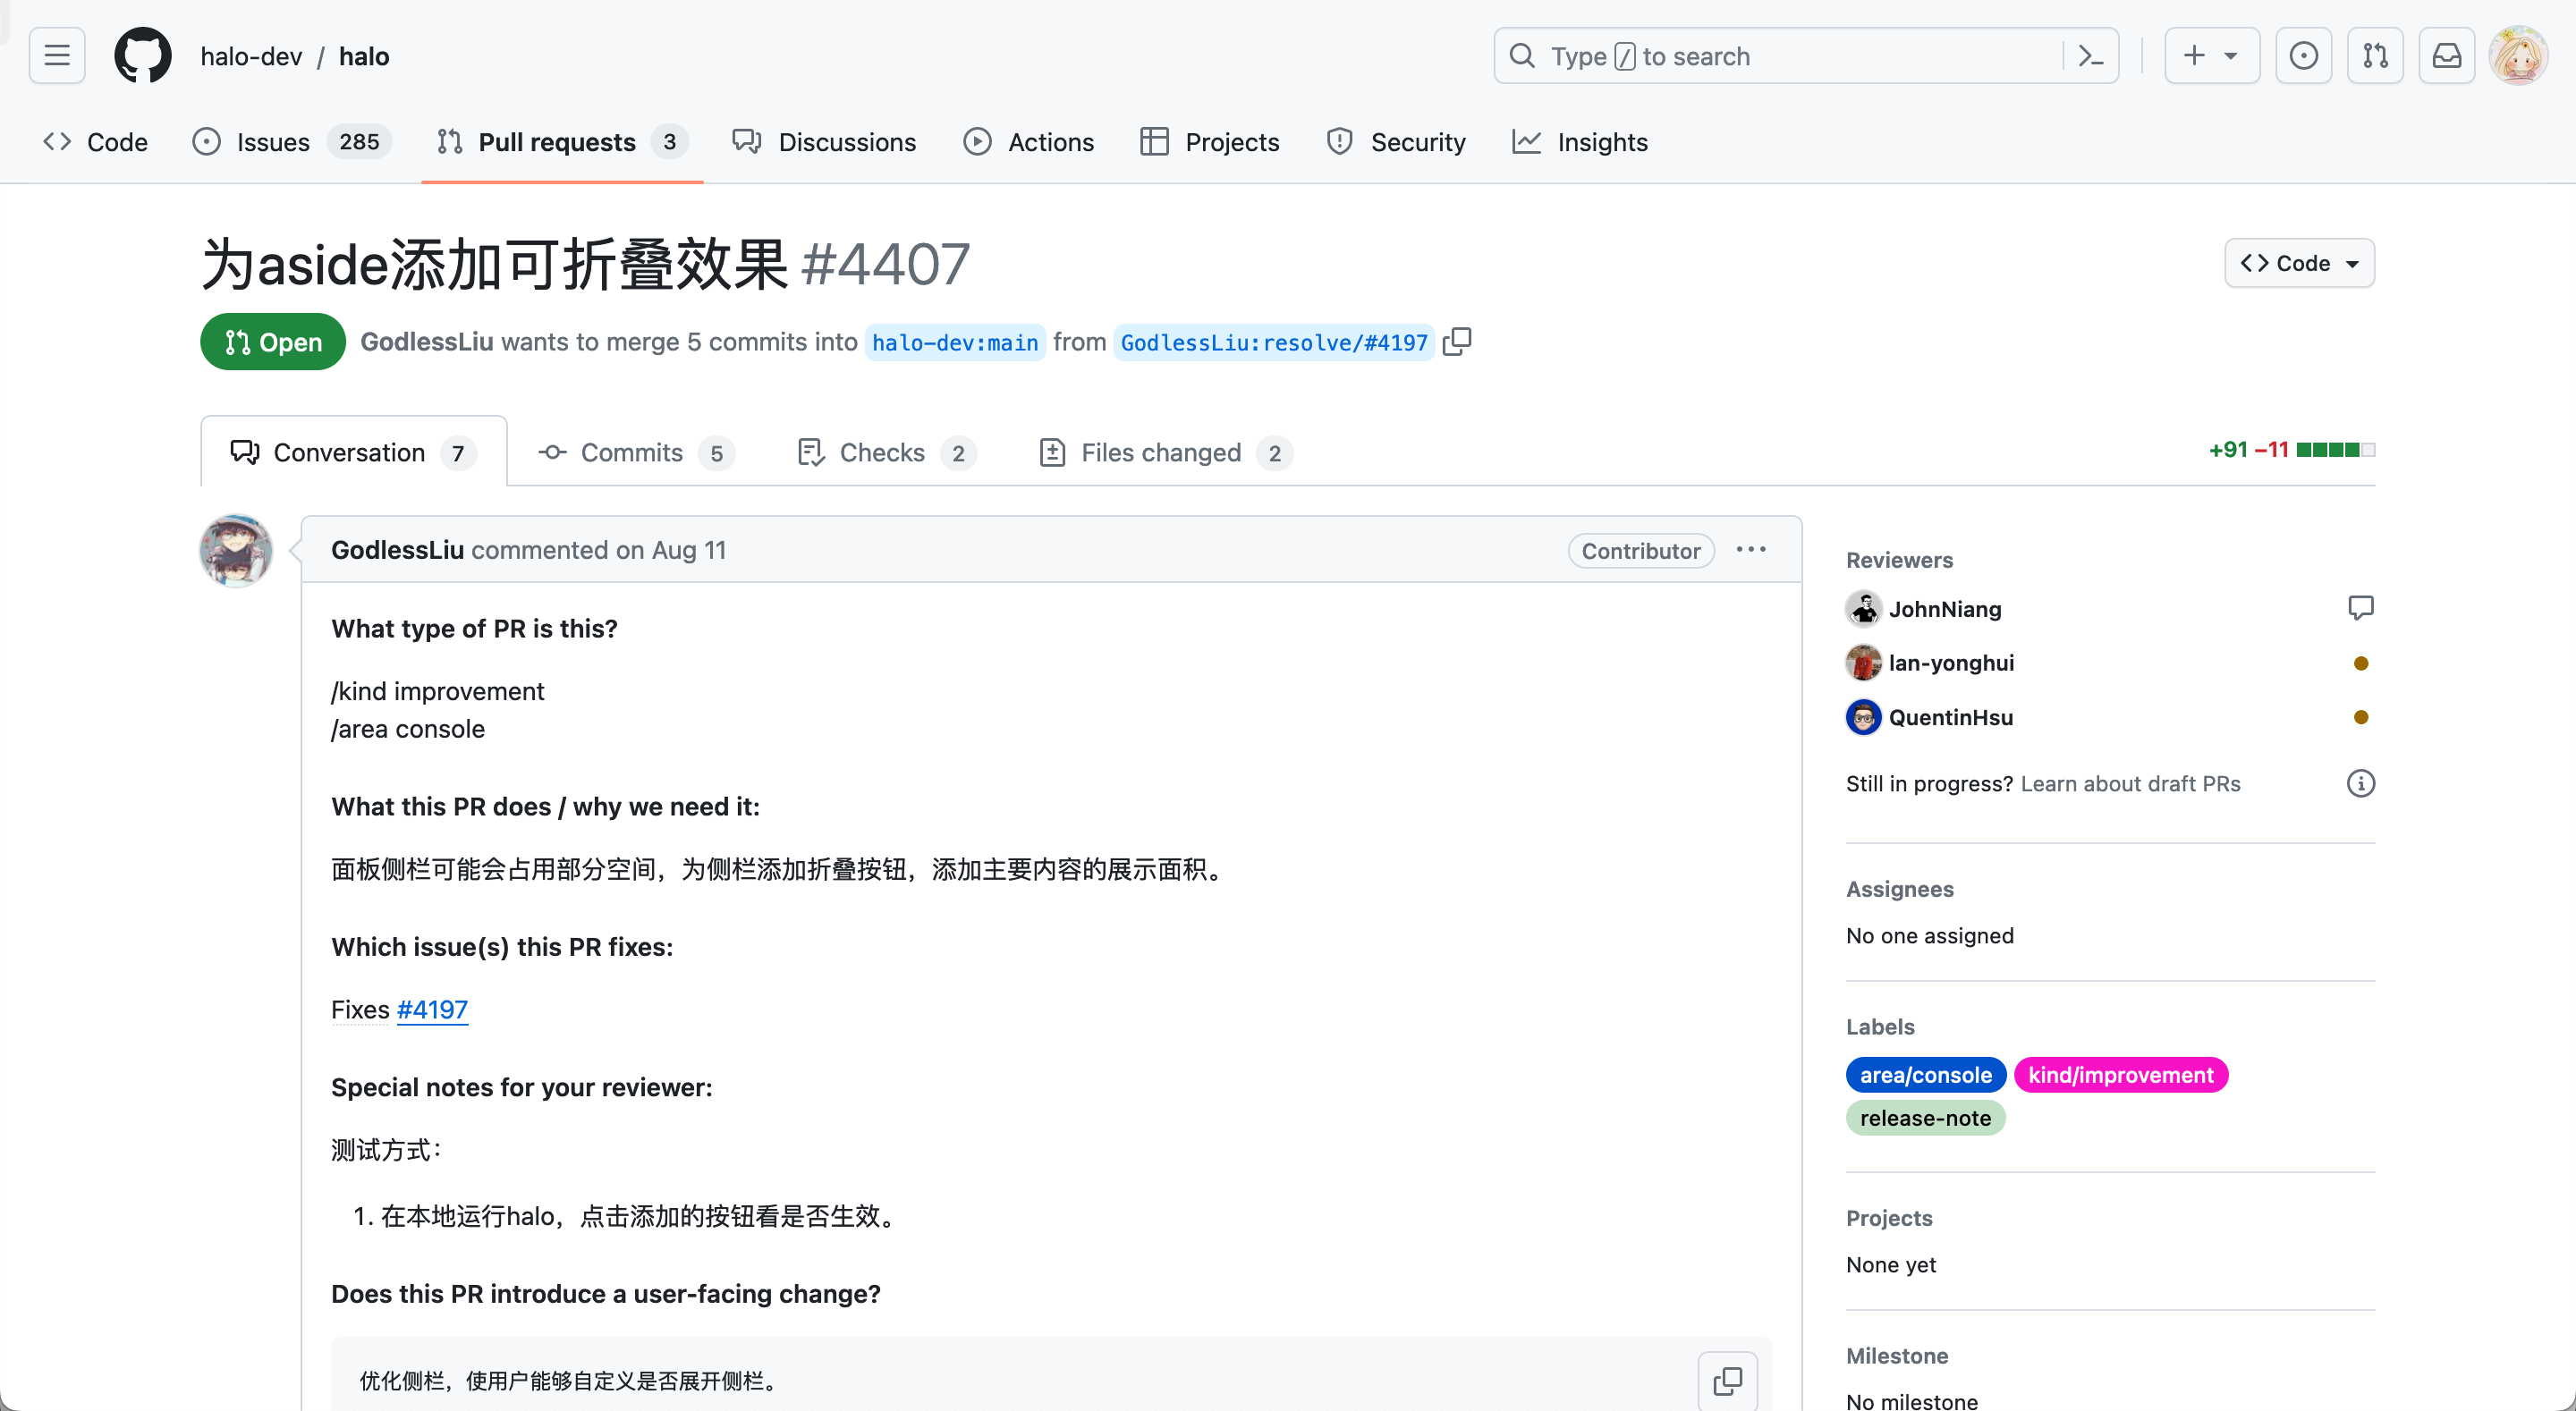 halo-dev / halo
Type / to search
Code
Issues 285
Pull requests 3
Discussions
Actions
Projects
Security
Insights
为aside添加可折叠效果 #4407
Code
Open
GodlessLiu wants to merge 5 commits into halo-dev:main from GodlessLiu:resolve/#4197
Conversation 7
Commits 5
Checks 2
Files changed 2
+91 −11
GodlessLiu commented on Aug 11
Contributor
What type of PR is this?
/kind improvement
/area console
What this PR does / why we need it:
面板侧栏可能会占用部分空间，为侧栏添加折叠按钮，添加主要内容的展示面积。
Which issue(s) this PR fixes:
Fixes #4197
Special notes for your reviewer:
测试方式：
1. 在本地运行halo，点击添加的按钮看是否生效。
Does this PR introduce a user-facing change?
优化侧栏，使用户能够自定义是否展开侧栏。
Reviewers
JohnNiang
lan-yonghui
QuentinHsu
Still in progress? Learn about draft PRs
Assignees
No one assigned
Labels
area/console
kind/improvement
release-note
Projects
None yet
Milestone
No milestone